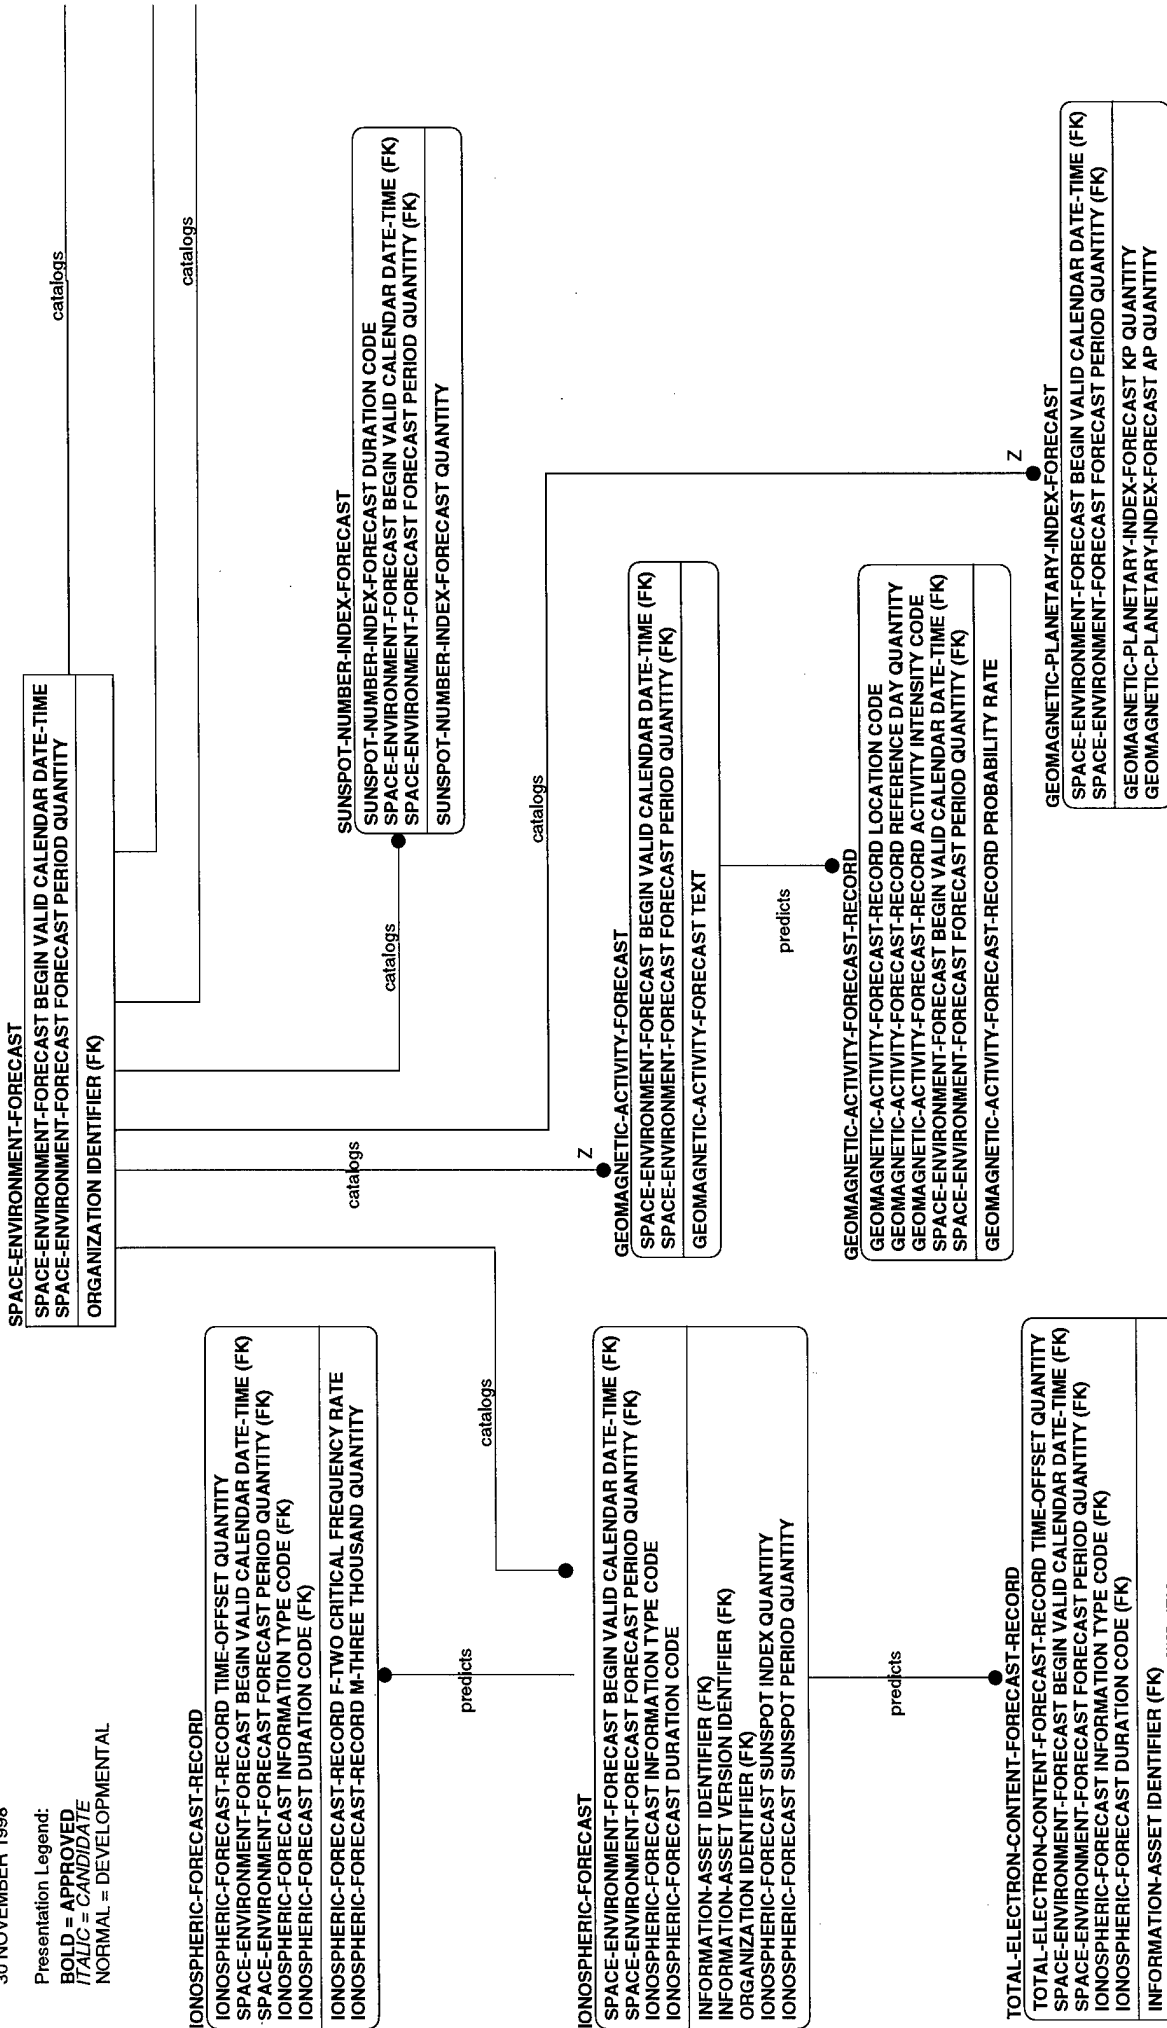 30 NOVEMBER 1998
Presentation Legend:
BOLD = APPROVED
ITALIC = CANDIDATE
NORMAL = DEVELOPMENTAL
SPACE-ENVIRONMENT-FORECAST
SPACE-ENVIRONMENT-FORECAST BEGIN VALID CALENDAR DATE-TIME
SPACE-ENVIRONMENT-FORECAST FORECAST PERIOD QUANTITY
ORGANIZATION IDENTIFIER (FK)
catalogs
catalogs
IONOSPHERIC-FORECAST-RECORD
IONOSPHERIC-FORECAST-RECORD TIME-OFFSET QUANTITY
SPACE-ENVIRONMENT-FORECAST BEGIN VALID CALENDAR DATE-TIME (FK)
SPACE-ENVIRONMENT-FORECAST FORECAST PERIOD QUANTITY (FK)
IONOSPHERIC-FORECAST INFORMATION TYPE CODE (FK)
IONOSPHERIC-FORECAST DURATION CODE (FK)
IONOSPHERIC-FORECAST-RECORD F-TWO CRITICAL FREQUENCY RATE
IONOSPHERIC-FORECAST-RECORD M-THREE THOUSAND QUANTITY
catalogs
catalogs
SUNSPOT-NUMBER-INDEX-FORECAST
SUNSPOT-NUMBER-INDEX-FORECAST DURATION CODE
SPACE-ENVIRONMENT-FORECAST BEGIN VALID CALENDAR DATE-TIME (FK)
SPACE-ENVIRONMENT-FORECAST FORECAST PERIOD QUANTITY (FK)
SUNSPOT-NUMBER-INDEX-FORECAST QUANTITY
predicts
catalogs
catalogs
Z
IONOSPHERIC-FORECAST
SPACE-ENVIRONMENT-FORECAST BEGIN VALID CALENDAR DATE-TIME (FK)
SPACE-ENVIRONMENT-FORECAST FORECAST PERIOD QUANTITY (FK)
IONOSPHERIC-FORECAST INFORMATION TYPE CODE
IONOSPHERIC-FORECAST DURATION CODE
INFORMATION-ASSET IDENTIFIER (FK)
INFORMATION-ASSET VERSION IDENTIFIER (FK)
ORGANIZATION IDENTIFIER (FK)
IONOSPHERIC-FORECAST SUNSPOT INDEX QUANTITY
IONOSPHERIC-FORECAST SUNSPOT PERIOD QUANTITY
GEOMAGNETIC-ACTIVITY-FORECAST
SPACE-ENVIRONMENT-FORECAST BEGIN VALID CALENDAR DATE-TIME (FK)
SPACE-ENVIRONMENT-FORECAST FORECAST PERIOD QUANTITY (FK)
GEOMAGNETIC-ACTIVITY-FORECAST TEXT
predicts
predicts
GEOMAGNETIC-ACTIVITY-FORECAST-RECORD
GEOMAGNETIC-ACTIVITY-FORECAST-RECORD LOCATION CODE
GEOMAGNETIC-ACTIVITY-FORECAST-RECORD REFERENCE DAY QUANTITY
GEOMAGNETIC-ACTIVITY-FORECAST-RECORD ACTIVITY INTENSITY CODE
SPACE-ENVIRONMENT-FORECAST BEGIN VALID CALENDAR DATE-TIME (FK)
SPACE-ENVIRONMENT-FORECAST FORECAST PERIOD QUANTITY (FK)
GEOMAGNETIC-ACTIVITY-FORECAST-RECORD PROBABILITY RATE
Z
TOTAL-ELECTRON-CONTENT-FORECAST-RECORD
TOTAL-ELECTRON-CONTENT-FORECAST-RECORD TIME-OFFSET QUANTITY
SPACE-ENVIRONMENT-FORECAST BEGIN VALID CALENDAR DATE-TIME (FK)
SPACE-ENVIRONMENT-FORECAST FORECAST PERIOD QUANTITY (FK)
IONOSPHERIC-FORECAST INFORMATION TYPE CODE (FK)
IONOSPHERIC-FORECAST DURATION CODE (FK)
INFORMATION-ASSET IDENTIFIER (FK)
GEOMAGNETIC-PLANETARY-INDEX-FORECAST
SPACE-ENVIRONMENT-FORECAST BEGIN VALID CALENDAR DATE-TIME (FK)
SPACE-ENVIRONMENT-FORECAST FORECAST PERIOD QUANTITY (FK)
GEOMAGNETIC-PLANETARY-INDEX-FORECAST KP QUANTITY
GEOMAGNETIC-PLANETARY-INDEX-FORECAST AP QUANTITY